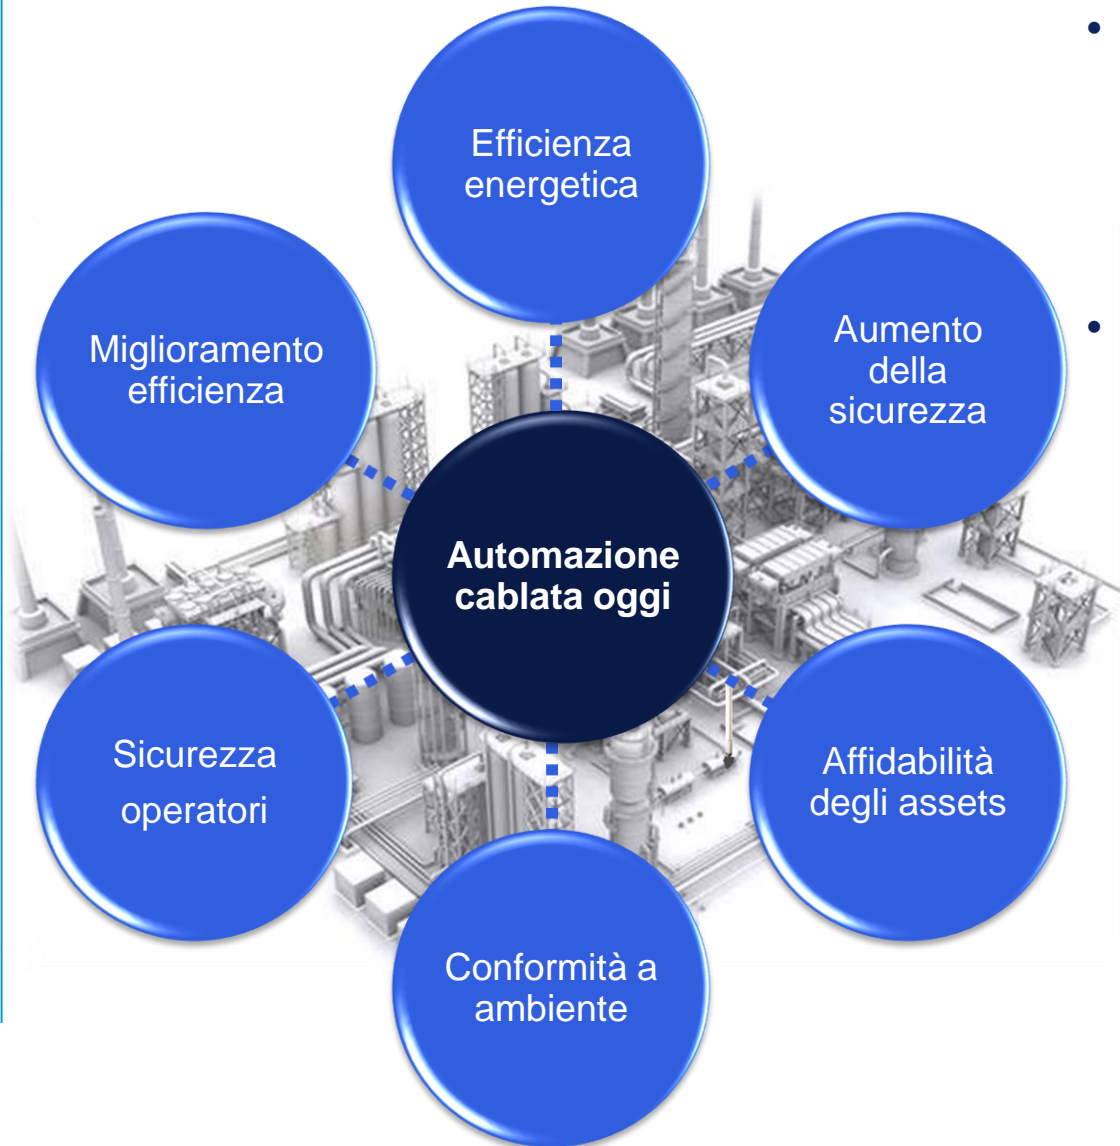 Efficienza
energetica
Aumento
della
sicurezza
Affidabilità
degli assets
Conformità a
ambiente
Sicurezza
operatori
Miglioramento
efficienza
Automazione
cablata oggi
•
•